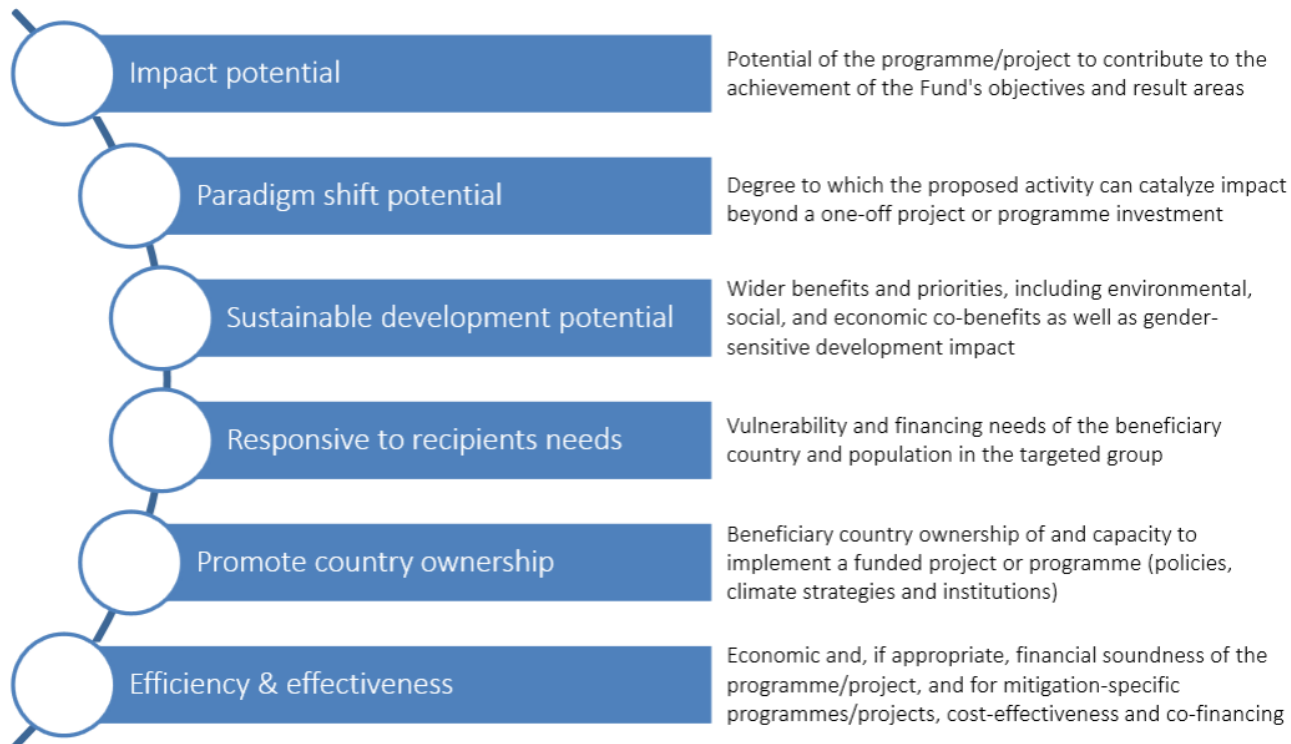 Impact potential
Potential of the programme/project to contribute to the
achievement of the Fund's objectives and result areas
Paradigm shift potential
Degree to which the proposed activity can catalyze impact
beyond a one-off project or programme investment
Sustainable development potential
Wider benefits and priorities, including environmental,
social, and economic co-benefits as well as gender-
sensitive development impact
Responsive to recipients needs
Vulnerability and financing needs of the beneficiary
country and population in the targeted group
Promote country ownership
Beneficiary country ownership of and capacity to
implement a funded project or programme (policies,
climate strategies and institutions)
Efficiency & effectiveness
Economic and, if appropriate, financial soundness of the
programme/project, and for mitigation-specific
programmes/projects, cost-effectiveness and co-financing